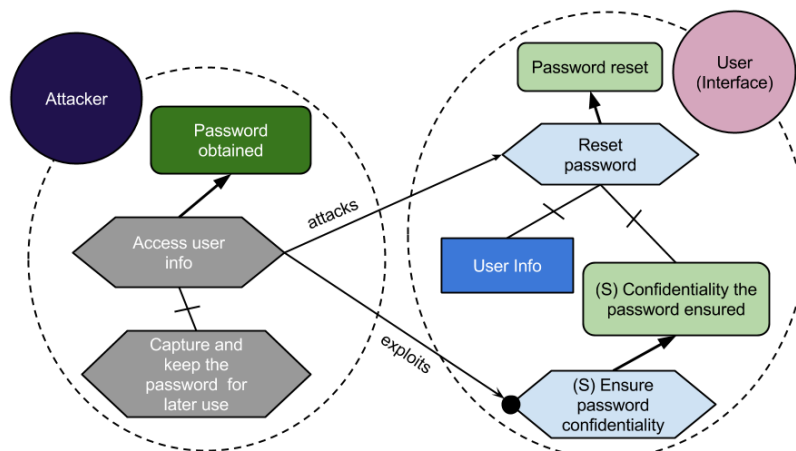 Attacker
Password
obtained
Access user
info
Capture and
keep the
password for
later use
attacks
exploits
User
(Interface)
Password reset
Reset
password
User Info
(S) Confidentiality the
password ensured
(S) Ensure
password
confidentiality